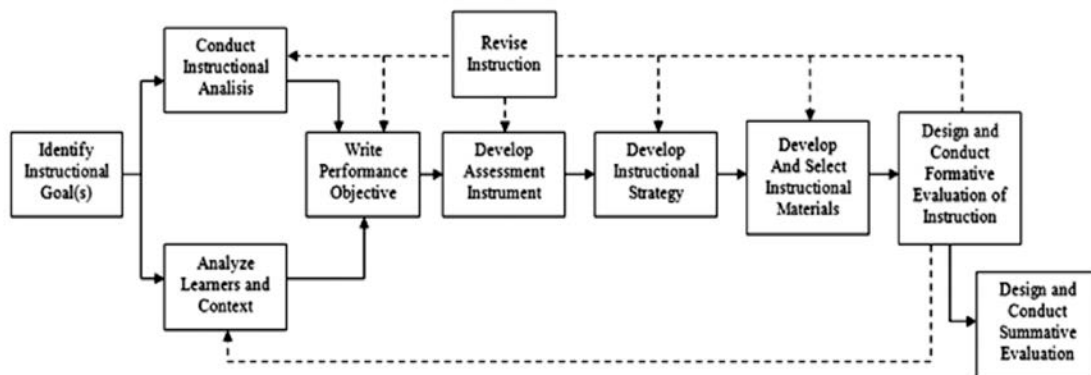 Conduct
Instructional
Analisis
Revise
Instruction
Identify
Instructional
Goal(s)
Write
Performance
Objective
Develop
Assessment
Instrument
Develop
Instructional
Strategy
Develop
And Select
Instructional
Materials
Design and
Conduct
Formative
Evaluation of
Instruction
Analyze
Learners and
Context
Design and
Conduct
Summative
Evaluation